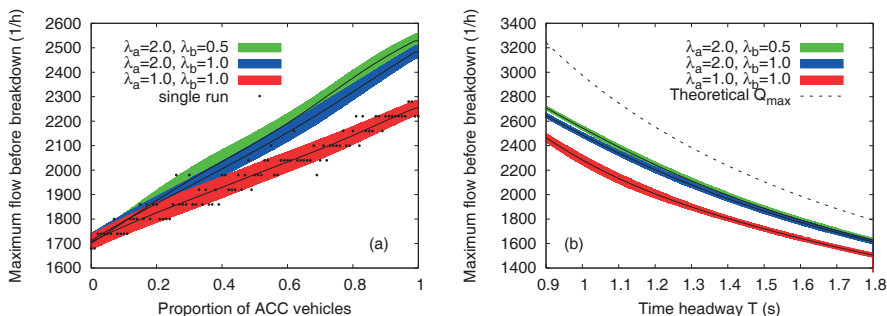 Maximum flow before breakdown (1/h)
2600
2500
2400
2300
2200
2100
2000
1900
1800
1700
1600
λa=2.0, λb=0.5
λa=2.0, λb=1.0
λa=1.0, λb=1.0
single run
(a)
0
0.2
0.4
0.6
0.8
1
Proportion of ACC vehicles
Maximum flow before breakdown (1/h)
3400
3200
3000
2800
2600
2400
2200
2000
1800
1600
1400
λa=2.0, λb=0.5
λa=2.0, λb=1.0
λa=1.0, λb=1.0
Theoretical Qmax
(b)
0.9
1
1.1
1.2
1.3
1.4
1.5
1.6
1.7
1.8
Time headway T (s)